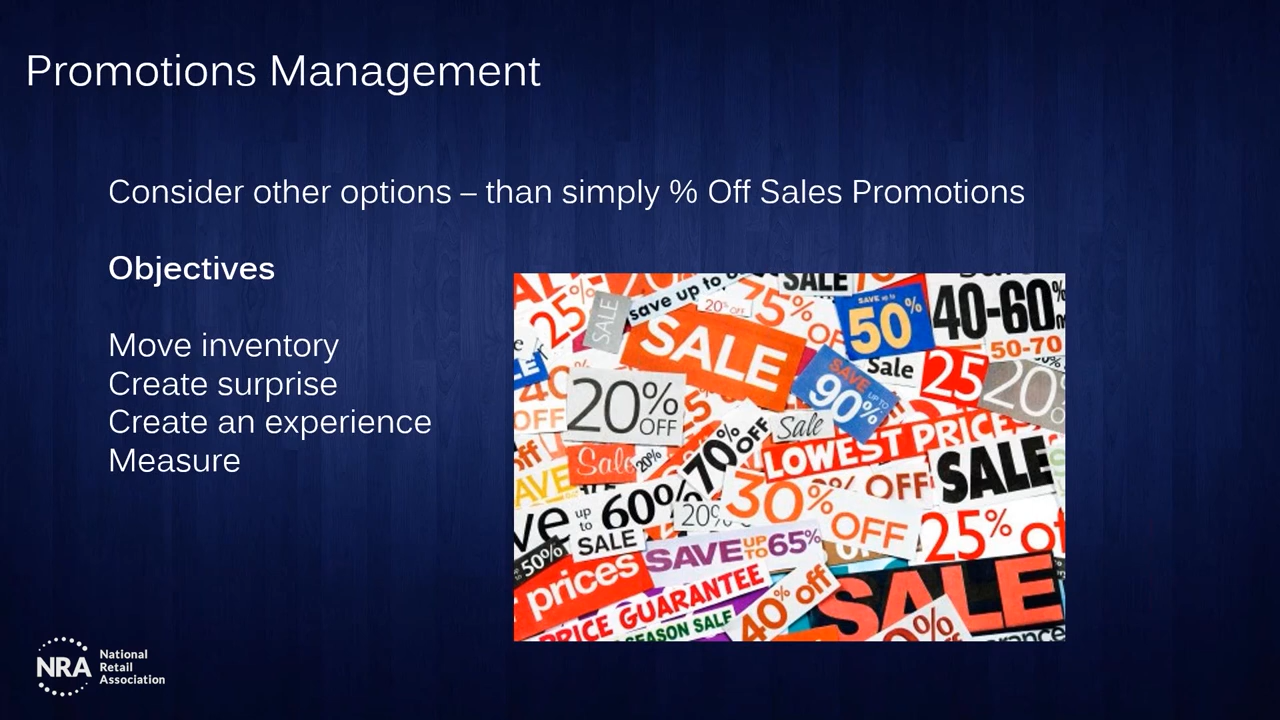 Promotions Management
Consider other options – than simply % Off Sales Promotions
Objectives
Move inventory
Create surprise
Create an experience
Measure
save up to
SALE
25%
SALE
20% OFF
75%
SAVE up to
50%
40-60%
50-70
SALE
SAVE UP TO
90%
Sale
25
20%
20% OFF
Sale
70% OFF
LOWEST PRICES
SALE
Sale
20%
up to 60%
SALE
20%
30% OFF
OFF
25% of
50%
SAVE UP TO 65%
prices
PRICE GUARANTEE
SEASON SALE
40% off
SALE
NRA
National
Retail
Association